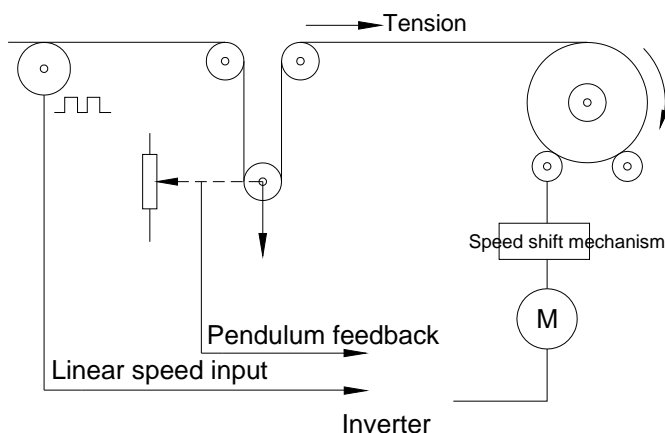 Tension
Speed shift mechanism
M
Pendulum feedback
Linear speed input
Inverter